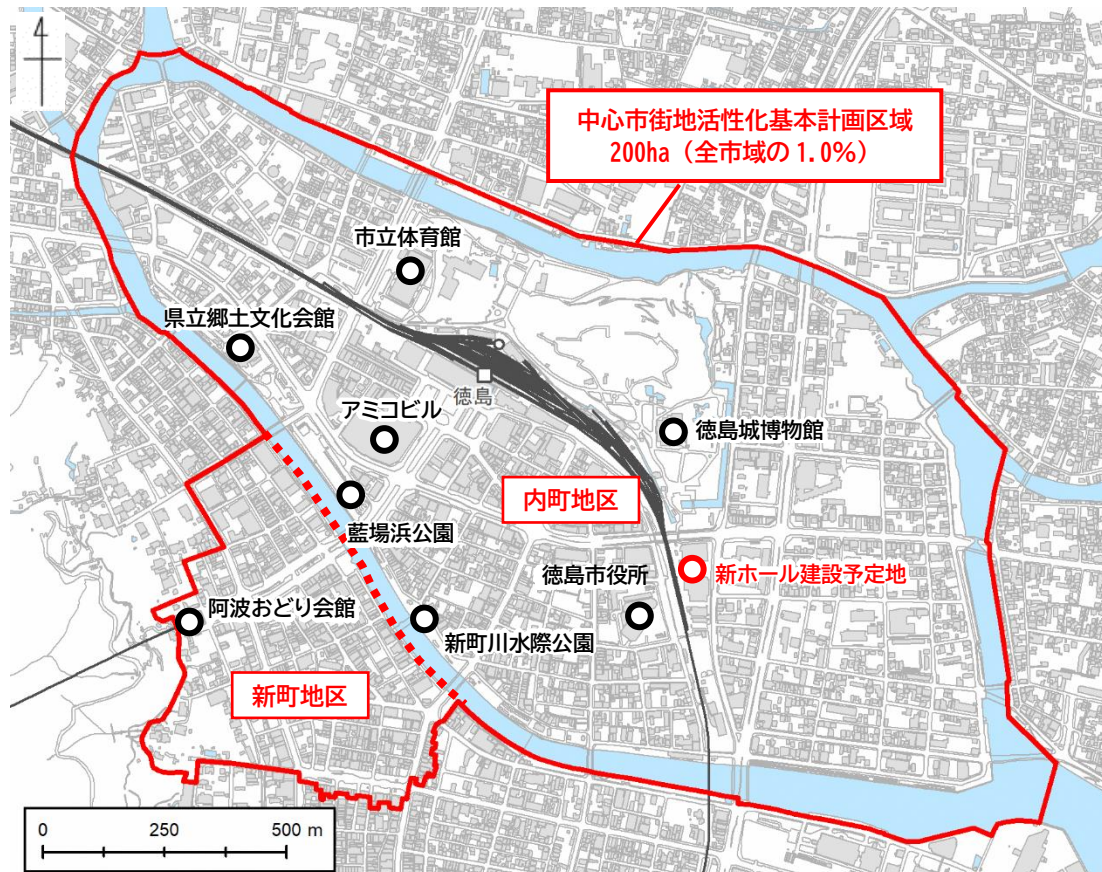 中心市街地活性化基本計画区域
200ha（全市域の1.0%）
市立体育館
県立郷土文化会館
徳島
アミコビル
徳島城博物館
内町地区
藍場浜公園
徳島市役所
新ホール建設予定地
阿波おどり会館
新町川水際公園
新町地区
0 250 500 m